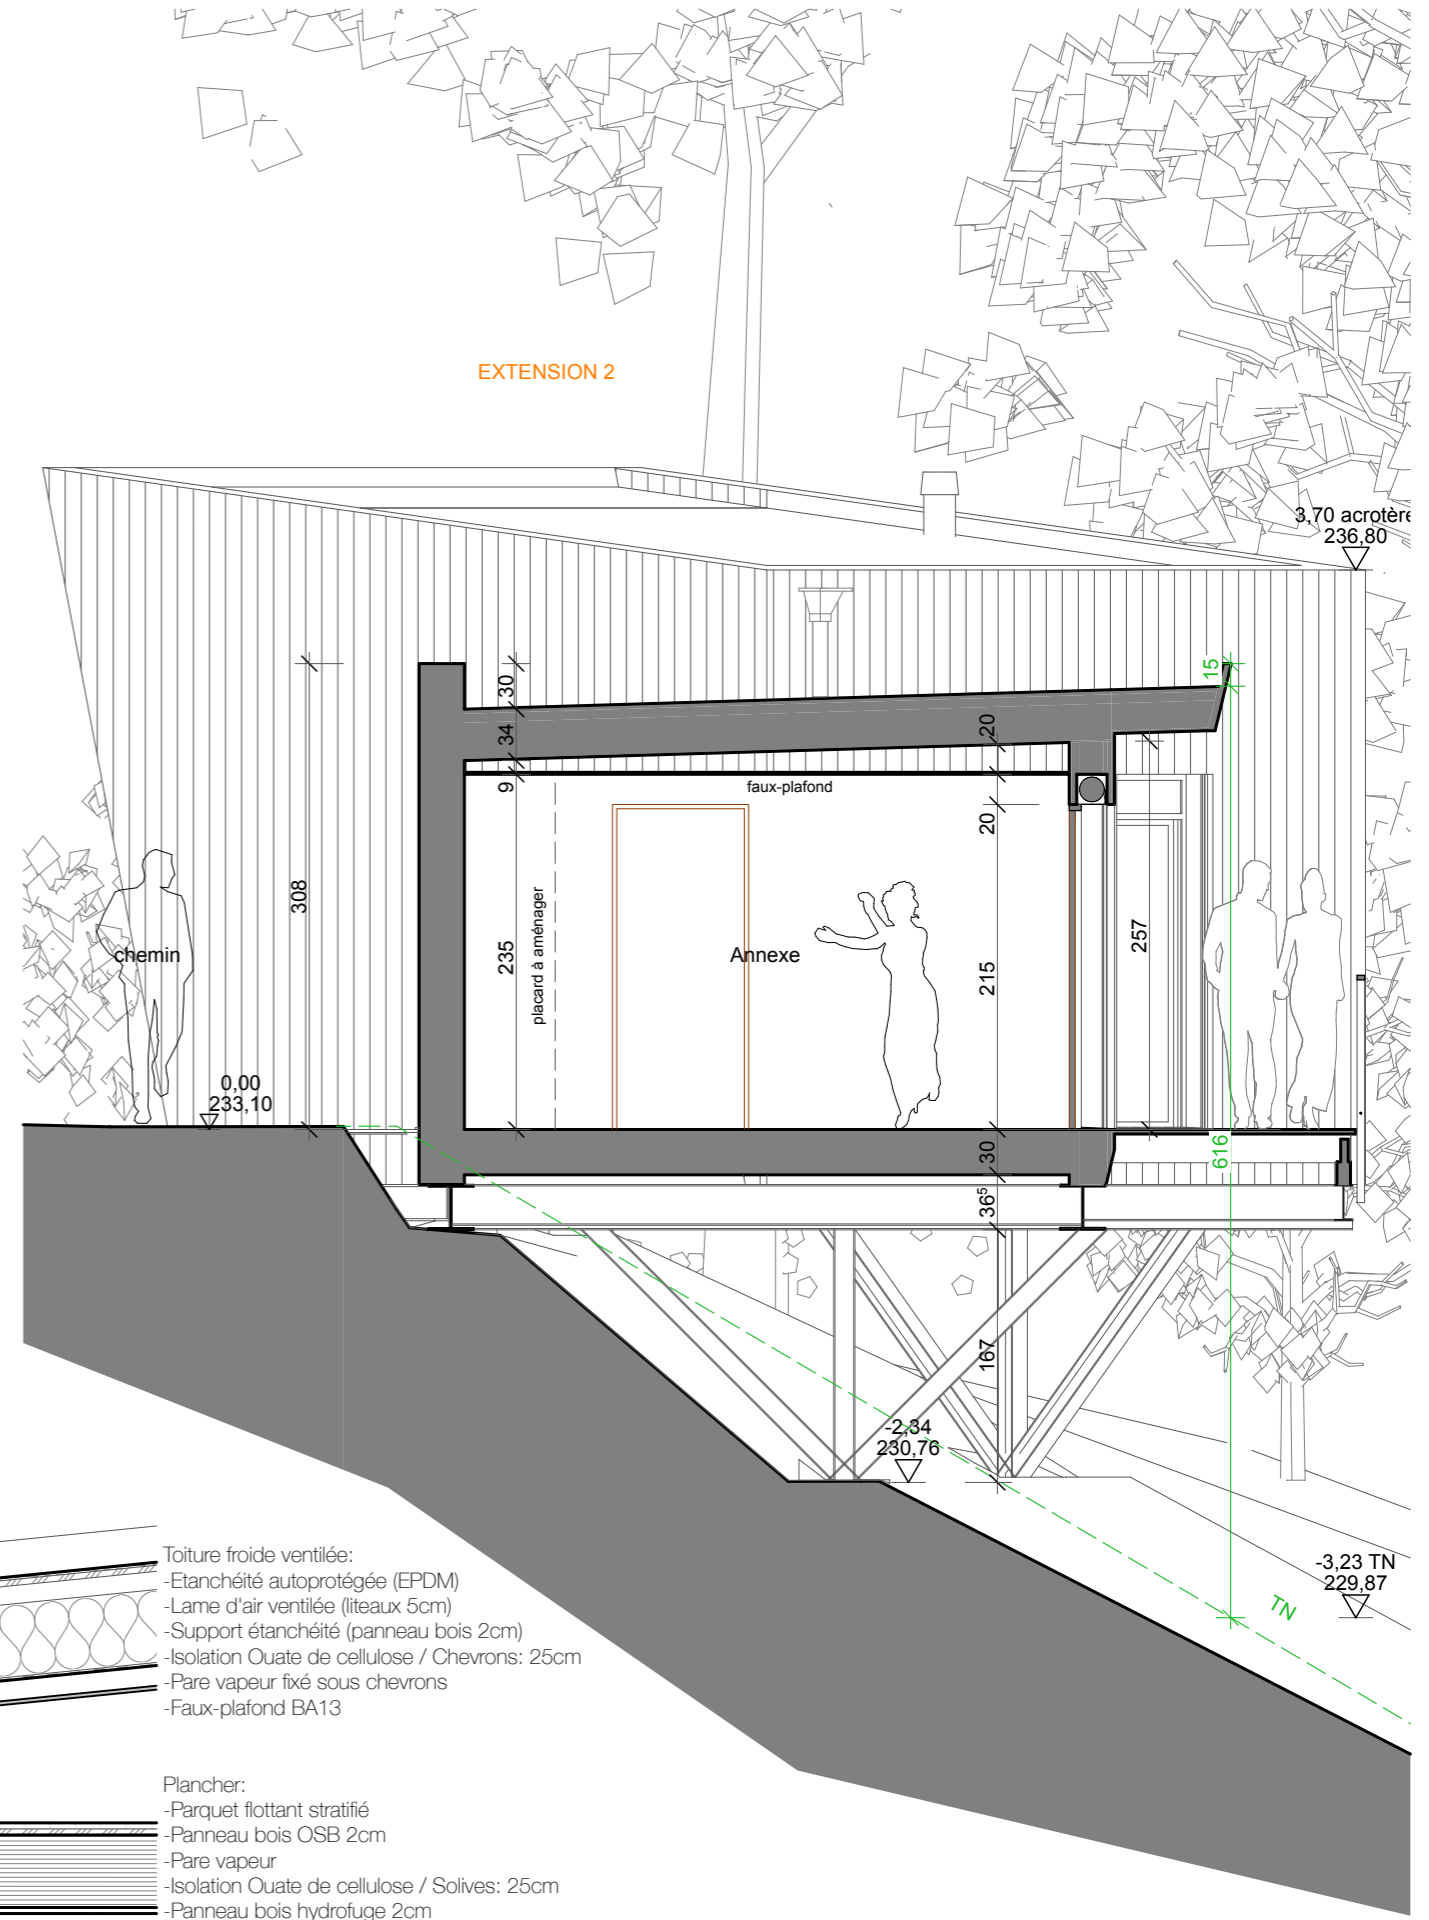 EXTENSION 2
3,70 acrotère
236,80
15
30
34
20
9
faux-plafond
20
308
235
placard à aménager
Annexe
215
257
chemin
0,00
233,10
616
30
36⁵
167
-2,34
230,76
-3,23 TN
229,87
TN
Toiture froide ventilée:
-Etanchéité autoprotégée (EPDM)
-Lame d'air ventilée (liteaux 5cm)
-Support étanchéité (panneau bois 2cm)
-Isolation Ouate de cellulose / Chevrons: 25cm
-Pare vapeur fixé sous chevrons
-Faux-plafond BA13
Plancher:
-Parquet flottant stratifié
-Panneau bois OSB 2cm
-Pare vapeur
-Isolation Ouate de cellulose / Solives: 25cm
-Panneau bois hydrofuge 2cm